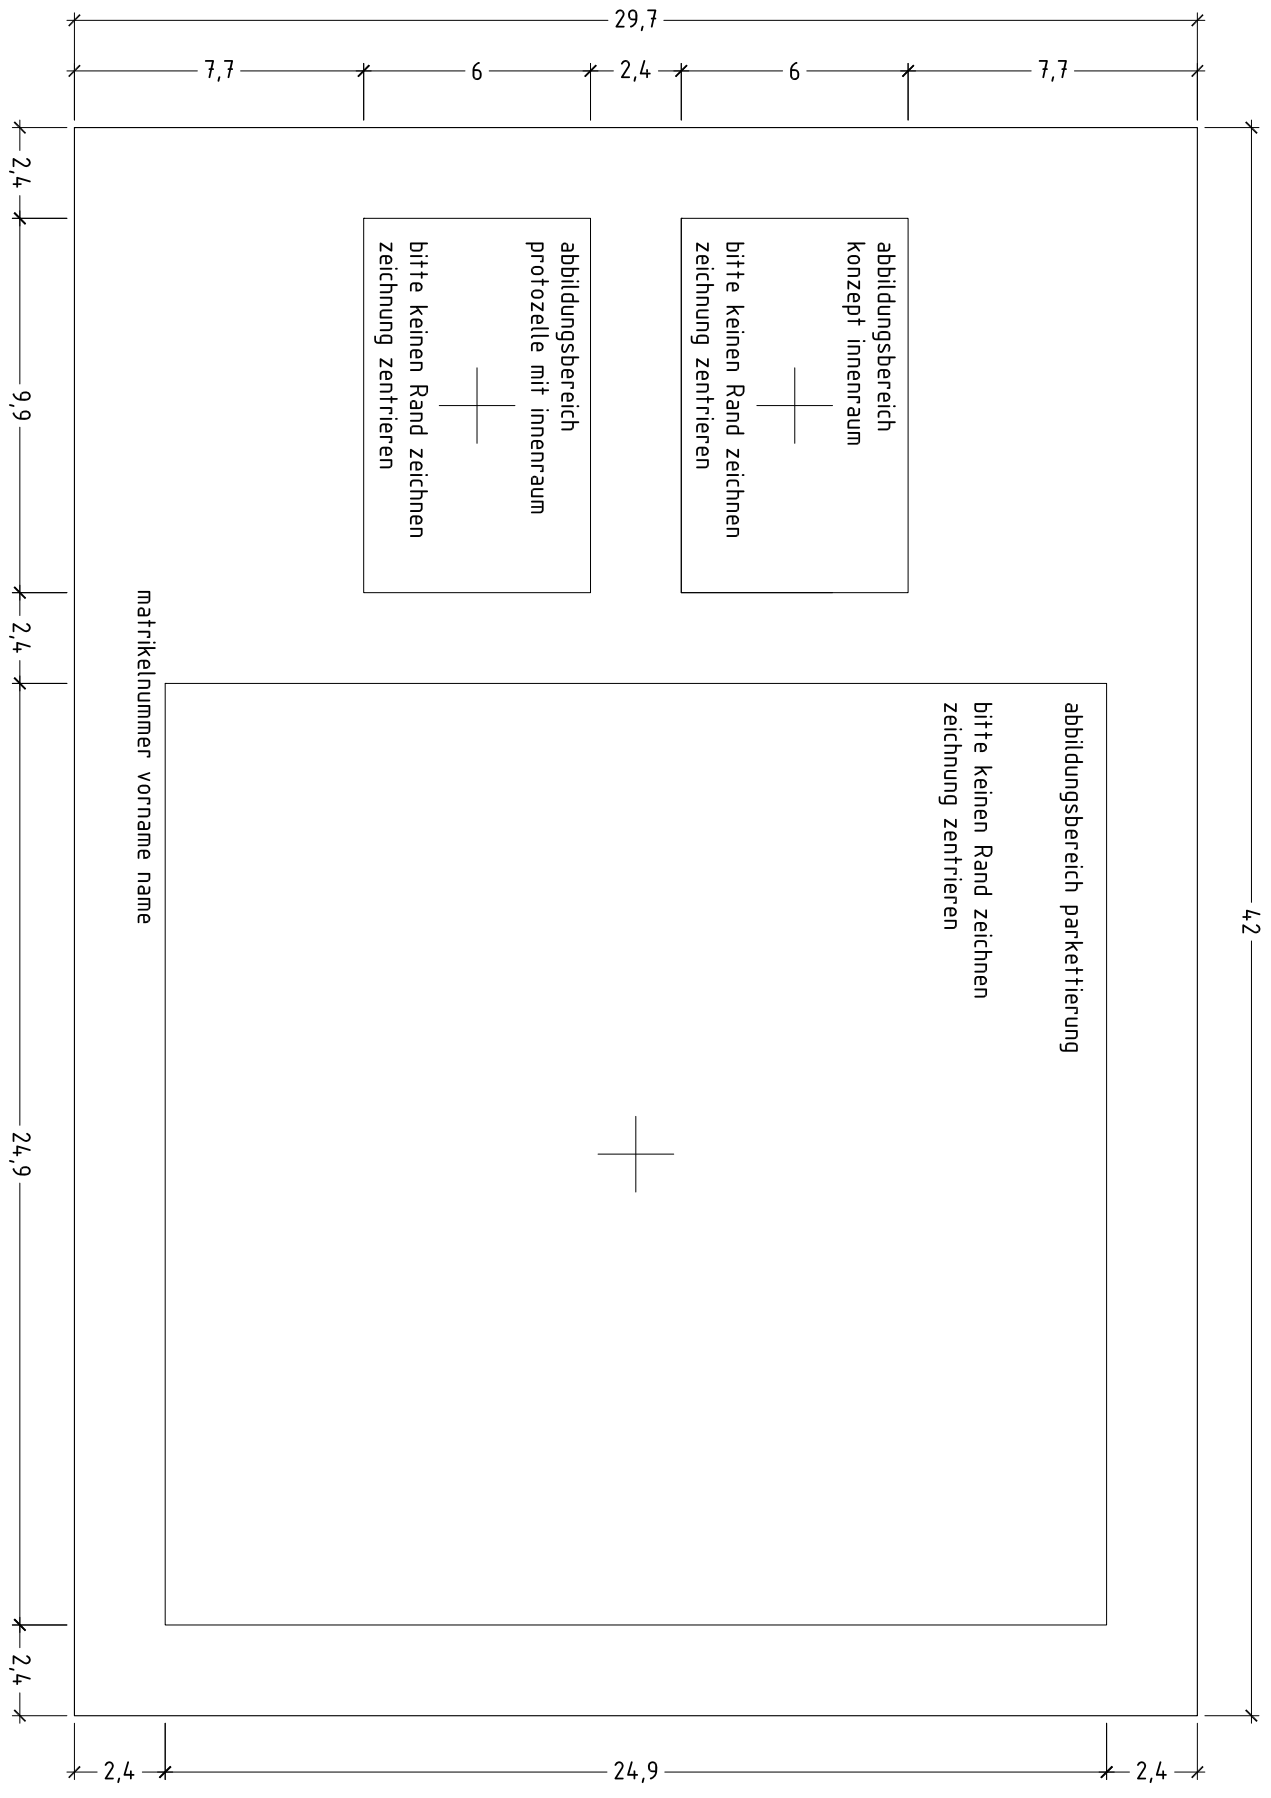 29,7
7,7
6
2,4
6
7,7
2,4
9,9
2,4
24,9
2,4
42
abbildungsbereich
konzept innenraum
bitte keinen Rand zeichnen
zeichnung zentrieren
abbildungsbereich
protozelle mit innenraum
bitte keinen Rand zeichnen
zeichnung zentrieren
abbildungsbereich parkettierung
bitte keinen Rand zeichnen
zeichnung zentrieren
matrikelnummer vorname name
2,4
24,9
2,4